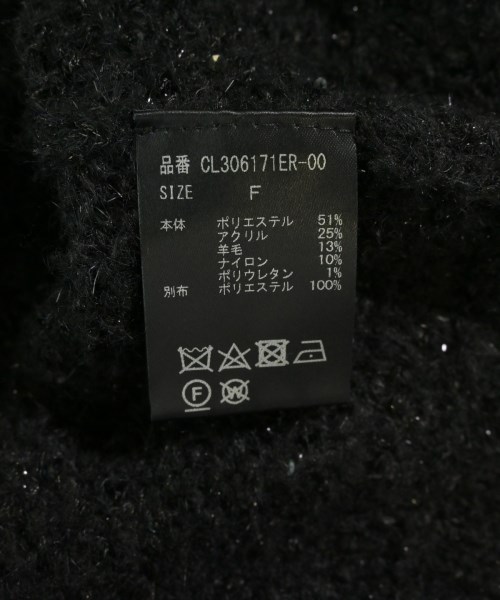 品番 CL306171ER-00
SIZE F
本体 ポリエステル 51%
アクリル 25%
羊毛 13%
ナイロン 10%
ポリウレタン 1%
別布 ポリエステル 100%
F W